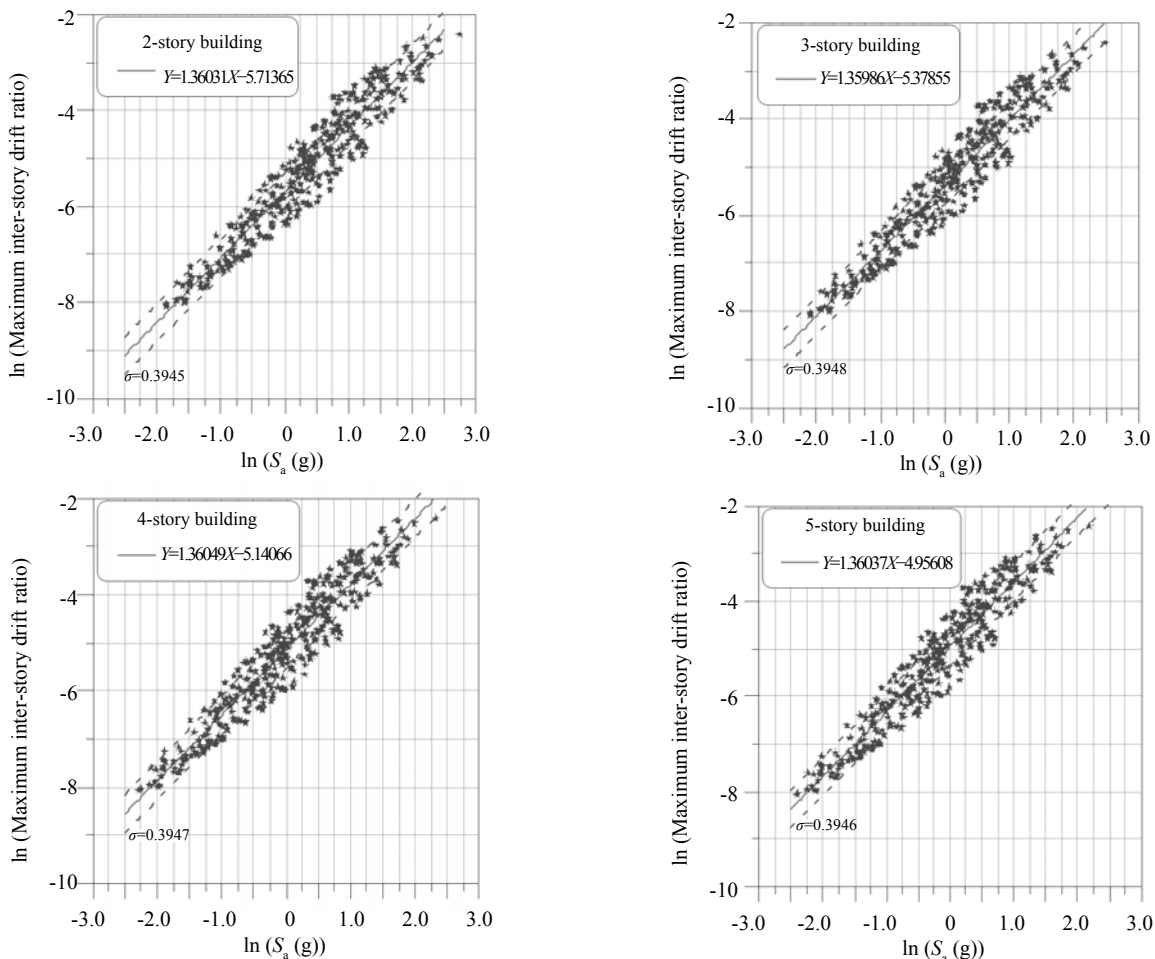 -2
2-story building
Y=1.36031X−5.71365
-4
-6
-8
-10
σ=0.3945
-3.0 -2.0 -1.0 0 1.0 2.0 3.0
ln (Sa (g))
ln (Maximum inter-story drift ratio)
-2
3-story building
Y=1.35986X−5.37855
-4
-6
-8
-10
σ=0.3948
-3.0 -2.0 -1.0 0 1.0 2.0 3.0
ln (Sa (g))
ln (Maximum inter-story drift ratio)
-2
4-story building
Y=1.36049X−5.14066
-4
-6
-8
-10
σ=0.3947
-3.0 -2.0 -1.0 0 1.0 2.0 3.0
ln (Sa (g))
ln (Maximum inter-story drift ratio)
-2
5-story building
Y=1.36037X−4.95608
-4
-6
-8
-10
σ=0.3946
-3.0 -2.0 -1.0 0 1.0 2.0 3.0
ln (Sa (g))
ln (Maximum inter-story drift ratio)